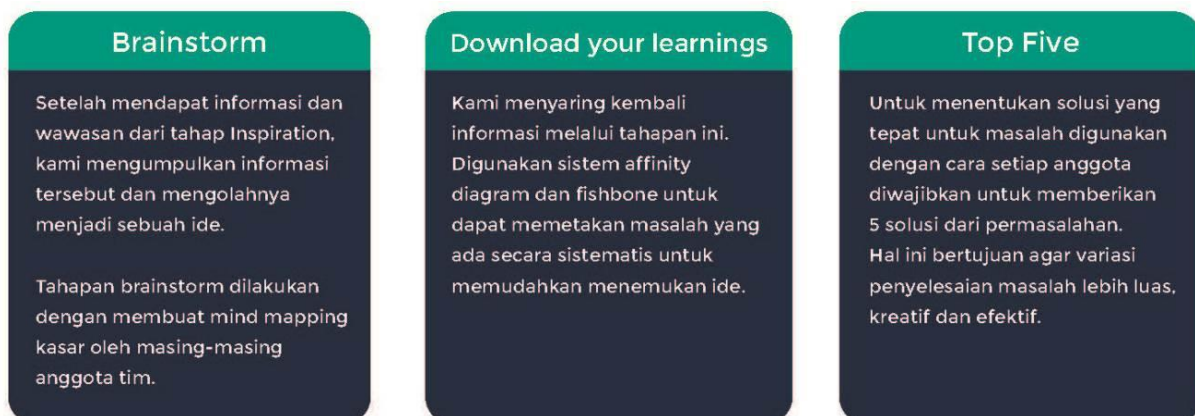 Brainstorm
Setelah mendapat informasi dan
wawasan dari tahap Inspiration,
kami mengumpulkan informasi
tersebut dan mengolahnya
menjadi sebuah ide.
Tahapan brainstorm dilakukan
dengan membuat mind mapping
kasar oleh masing-masing
anggota tim.
Download your learnings
Kami menyaring kembali
informasi melalui tahapan ini.
Digunakan sistem affinity
diagram dan fishbone untuk
dapat memetakan masalah yang
ada secara sistematis untuk
memudahkan menemukan ide.
Top Five
Untuk menentukan solusi yang
tepat untuk masalah digunakan
dengan cara setiap anggota
diwajibkan untuk memberikan
5 solusi dari permasalahan.
Hal ini bertujuan agar variasi
penyelesaian masalah lebih luas,
kreatif dan efektif.